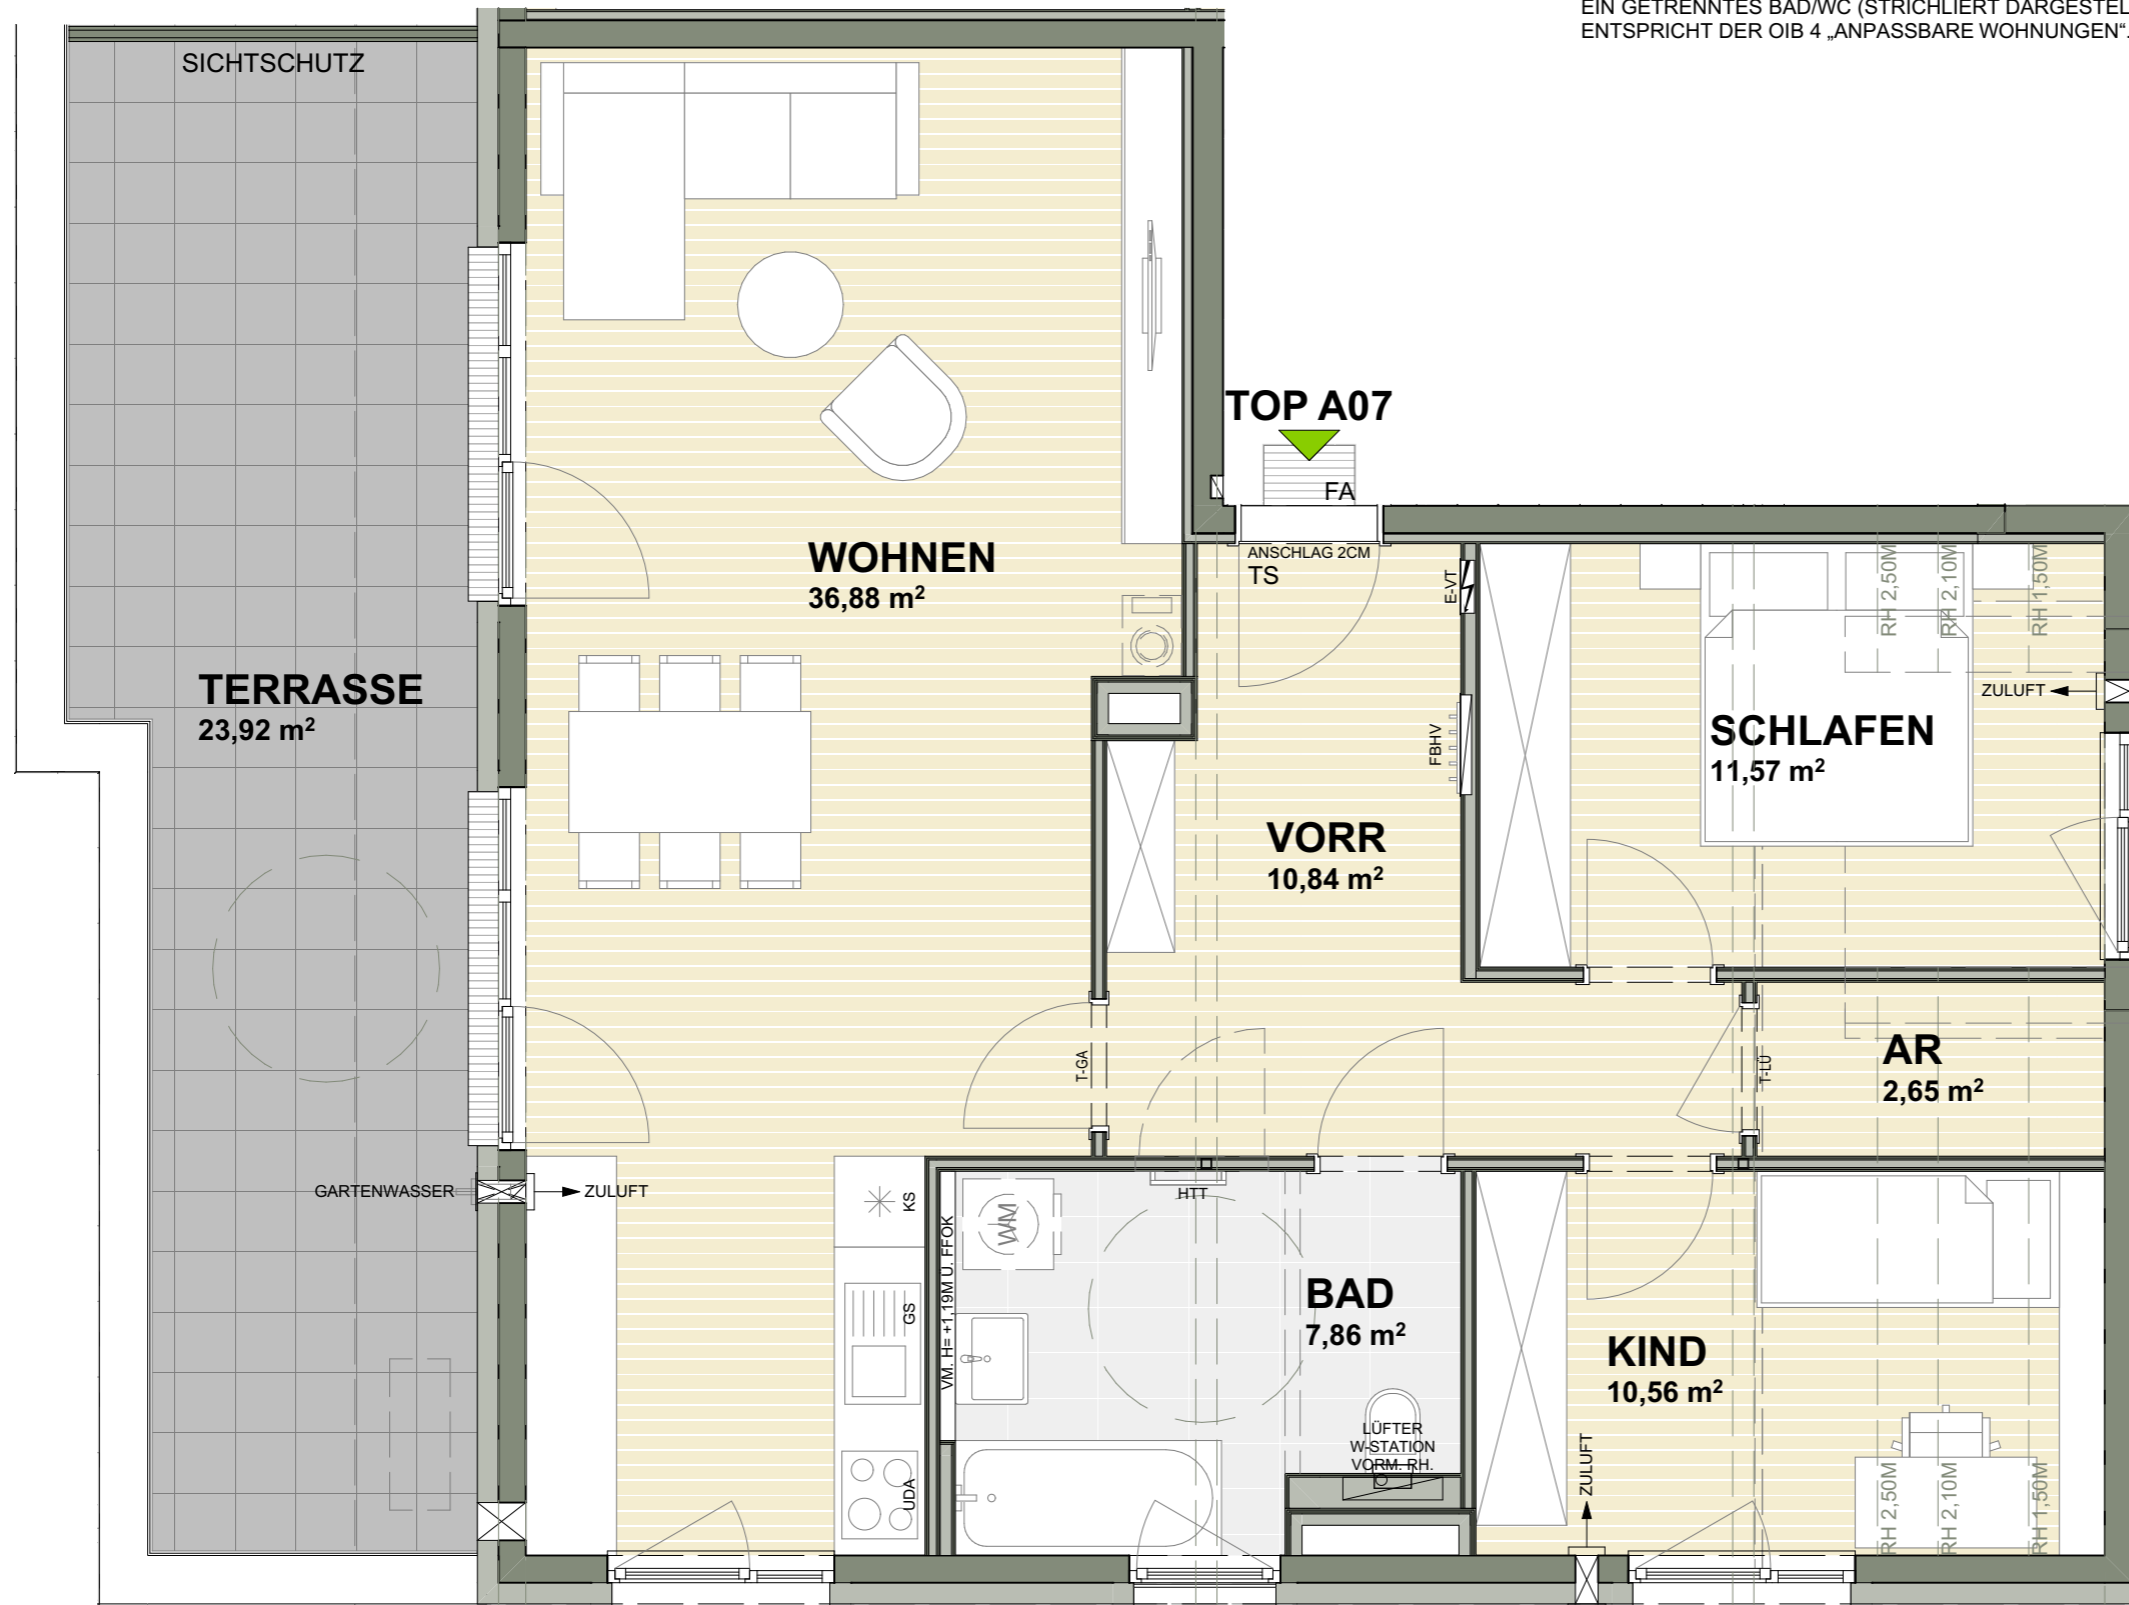 EIN GETRENNTES BAD/WC (STRICHLIERT DARGESTEL
ENTSPRICHT DER OIB 4 „ANPASSBARE WOHNUNGEN“.
SICHTSCHUTZ
TOP A07
FA
ANSCHLAG 2CM
TS
E-VT
WOHNEN
36,88 m²
RH 2,50M
RH 2,10M
RH 1,50M
TERRASSE
23,92 m²
ZULUFT
SCHLAFEN
11,57 m²
FBHV
VORR
10,84 m²
T-GA
T-LÜ
AR
2,65 m²
GARTENWASSER
ZULUFT
KS
HTT
WM
VM. H= +1,19M Ü. FFOK
GS
BAD
7,86 m²
KIND
10,56 m²
LÜFTER
W-STATION
VORM. RH.
UDA
ZULUFT
RH 2,50M
RH 2,10M
RH 1,50M